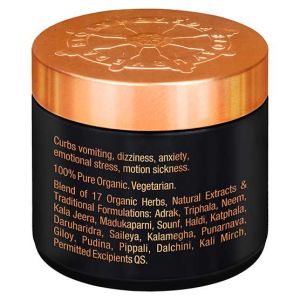 Curbs vomiting, dizziness, anxiety,
emotional stress, motion sickness.
100% Pure Organic. Vegetarian.
Blend of 17 Organic Herbs, Natural Extracts &
Traditional Formulations: Adrak, Triphala, Neem,
Kala Jeera, Madukaparni, Sounf, Haldi, Katphala,
Daruharidra, Saileya, Kalamegha, Punarnava,
Giloy, Pudina, Pippali, Dalchini, Kali Mirch,
Permitted Excipients QS.